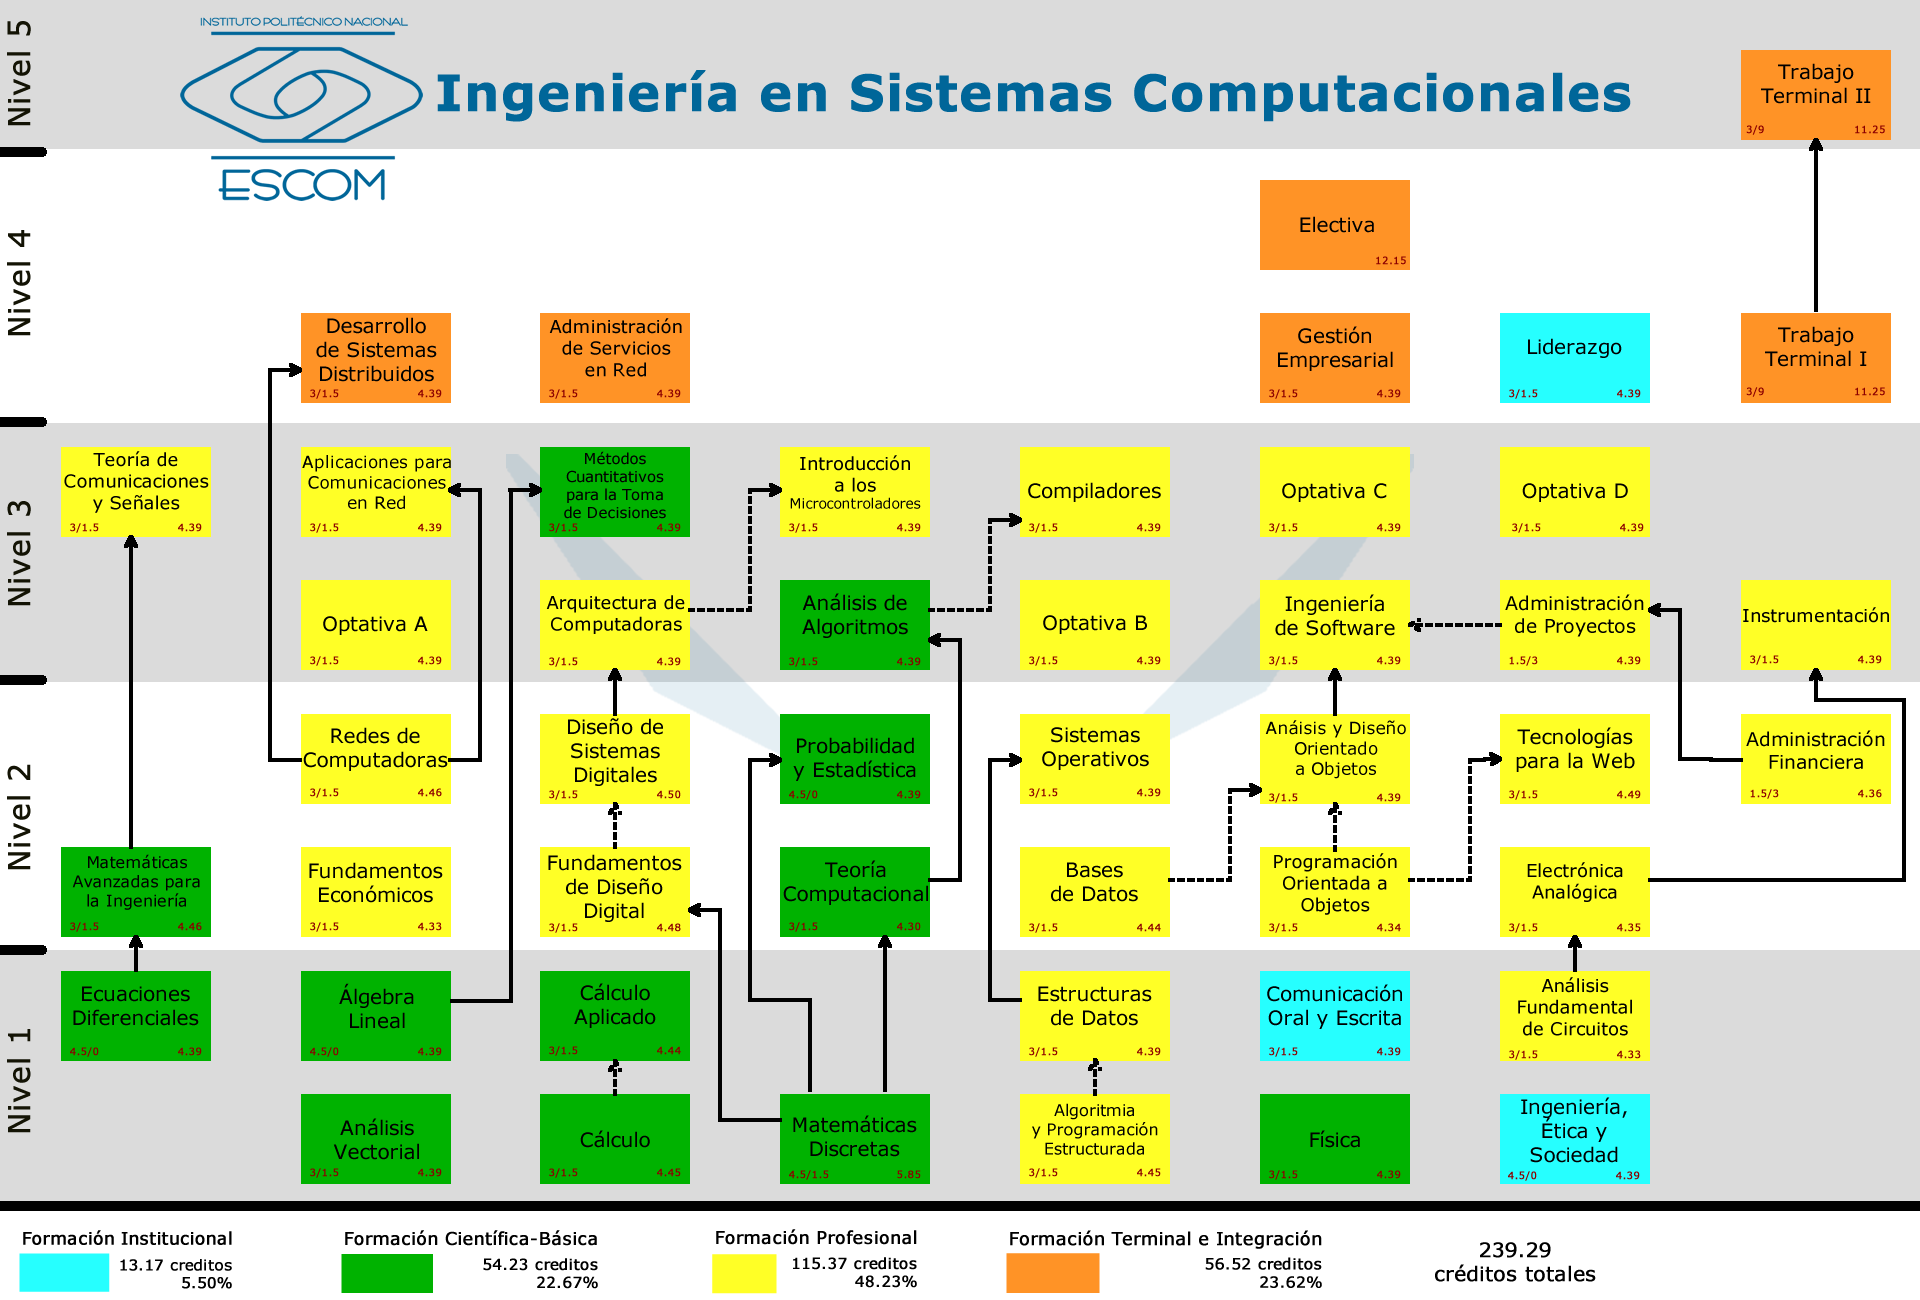 Nivel 5
INSTITUTO POLITÉCNICO NACIONAL
ESCOM
Ingeniería en Sistemas Computacionales
Trabajo
Terminal II
3/9 11.25
Nivel 4
Electiva
12.15
Desarrollo
de Sistemas
Distribuidos
3/1.5 4.39
Administración
de Servicios
en Red
3/1.5 4.39
Gestión
Empresarial
3/1.5 4.39
Liderazgo
3/1.5 4.39
Trabajo
Terminal I
3/9 11.25
Nivel 3
Teoría de
Comunicaciones
y Señales
3/1.5 4.39
Aplicaciones para
Comunicaciones
en Red
3/1.5 4.39
Métodos
Cuantitativos
para la Toma
de Decisiones
3/1.5 4.39
Introducción
a los
Microcontroladores
3/1.5 4.39
Compiladores
3/1.5 4.39
Optativa C
3/1.5 4.39
Optativa D
3/1.5 4.39
Optativa A
3/1.5 4.39
Arquitectura de
Computadoras
3/1.5 4.39
Análisis de
Algoritmos
3/1.5 4.39
Optativa B
3/1.5 4.39
Ingeniería
de Software
3/1.5 4.39
Administración
de Proyectos
1.5/3 4.39
Instrumentación
3/1.5 4.39
Nivel 2
Redes de
Computadoras
3/1.5 4.46
Diseño de
Sistemas
Digitales
3/1.5 4.50
Probabilidad
y Estadística
4.5/0 4.39
Sistemas
Operativos
3/1.5 4.39
Anáisis y Diseño
Orientado
a Objetos
3/1.5 4.39
Tecnologías
para la Web
3/1.5 4.49
Administración
Financiera
1.5/3 4.36
Matemáticas
Avanzadas para
la Ingeniería
3/1.5 4.46
Fundamentos
Económicos
3/1.5 4.33
Fundamentos
de Diseño
Digital
3/1.5 4.48
Teoría
Computacional
3/1.5 4.30
Bases
de Datos
3/1.5 4.44
Programación
Orientada a
Objetos
3/1.5 4.34
Electrónica
Analógica
3/1.5 4.35
Nivel 1
Ecuaciones
Diferenciales
4.5/0 4.39
Álgebra
Lineal
4.5/0 4.39
Cálculo
Aplicado
3/1.5 4.44
Estructuras
de Datos
3/1.5 4.39
Comunicación
Oral y Escrita
3/1.5 4.39
Análisis
Fundamental
de Circuitos
3/1.5 4.33
Análisis
Vectorial
3/1.5 4.39
Cálculo
3/1.5 4.45
Matemáticas
Discretas
4.5/1.5 5.85
Algoritmia
y Programación
Estructurada
3/1.5 4.45
Física
3/1.5 4.39
Ingeniería,
Ética y
Sociedad
4.5/0 4.39
Formación Institucional
13.17 creditos
5.50%
Formación Científica-Básica
54.23 creditos
22.67%
Formación Profesional
115.37 creditos
48.23%
Formación Terminal e Integración
56.52 creditos
23.62%
239.29
créditos totales